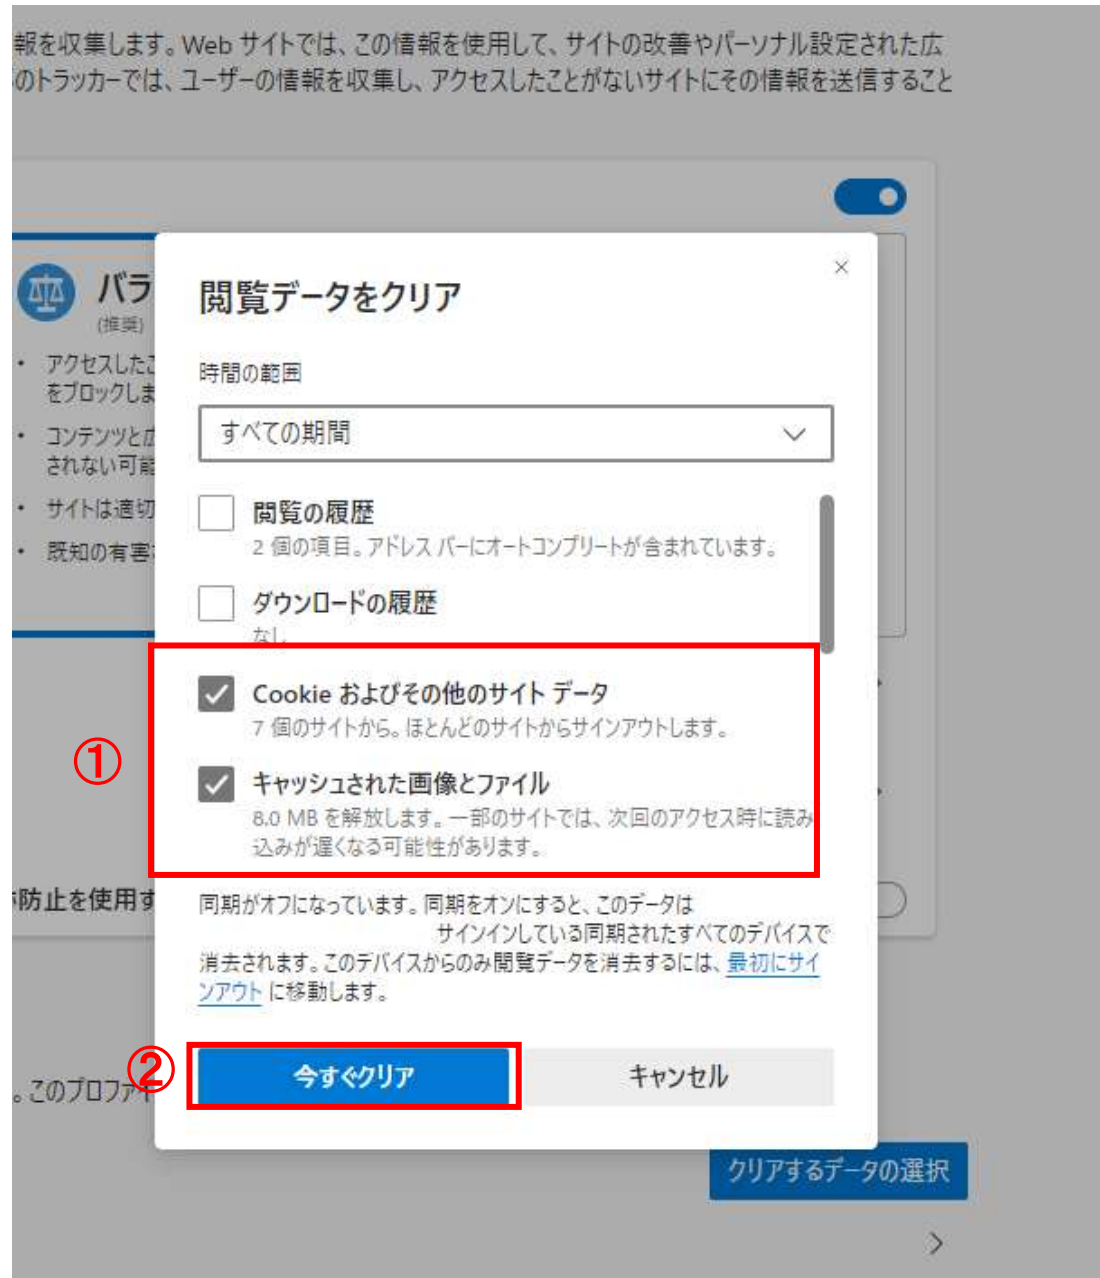 報を収集します。Web サイトでは、この情報を使用して、サイトの改善やパーソナル設定された広
のトラッカーでは、ユーザーの情報を収集し、アクセスしたことがないサイトにその情報を送信すること
バラ
(推奨)
・ アクセスしたこ
をブロックしま
・ コンテンツと広
されない可能
・ サイトは適切
・ 既知の有害
閲覧データをクリア
×
時間の範囲
すべての期間
閲覧の履歴
2 個の項目。アドレス バーにオートコンプリートが含まれています。
ダウンロードの履歴
なし
①
Cookie およびその他のサイト データ
7 個のサイトから。ほとんどのサイトからサインアウトします。
キャッシュされた画像とファイル
8.0 MB を解放します。一部のサイトでは、次回のアクセス時に読み
込みが遅くなる可能性があります。
防止を使用す
同期がオフになっています。同期をオンにすると、このデータは
サインインしている同期されたすべてのデバイスで
消去されます。このデバイスからのみ閲覧データを消去するには、最初にサイ
ンアウト に移動します。
②
今すぐクリア
キャンセル
。このプロファイ
クリアするデータの選択